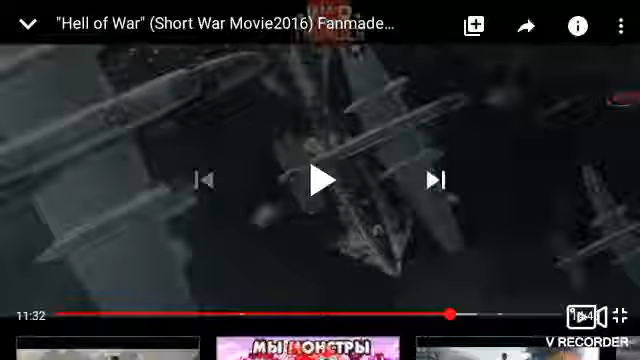 "Hell of War" (Short War Movie2016) Fanmade...
11:32
V RECORDER
МЫ МОНСТРЫ